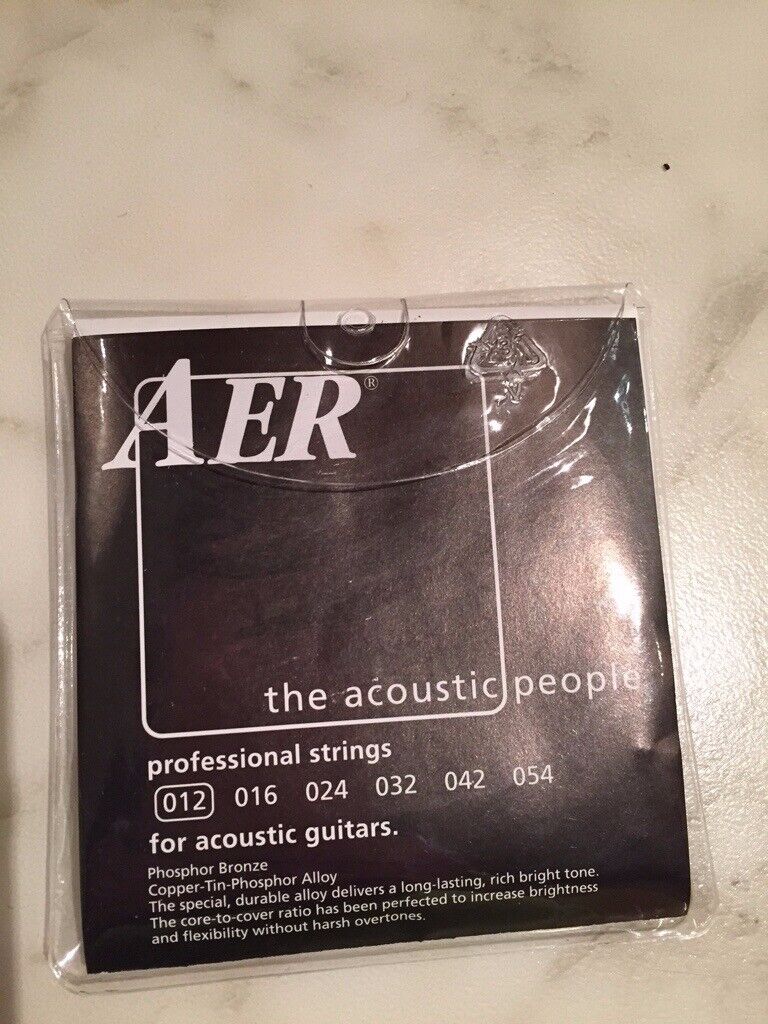 AER®
the acoustic people
professional strings
012 016 024 032 042 054
for acoustic guitars.
Phosphor Bronze
Copper-Tin-Phosphor Alloy
The special, durable alloy delivers a long-lasting, rich bright tone.
The core-to-cover ratio has been perfected to increase brightness
and flexibility without harsh overtones.